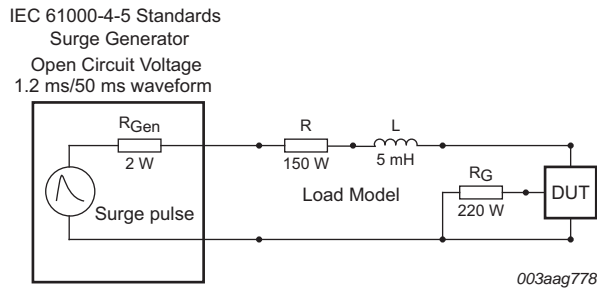 IEC 61000-4-5 Standards
Surge Generator
Open Circuit Voltage
1.2 ms/50 ms waveform
RGen
2 W
R
150 W
L
5 mH
RG
220 W
DUT
Surge pulse
Load Model
003aag778